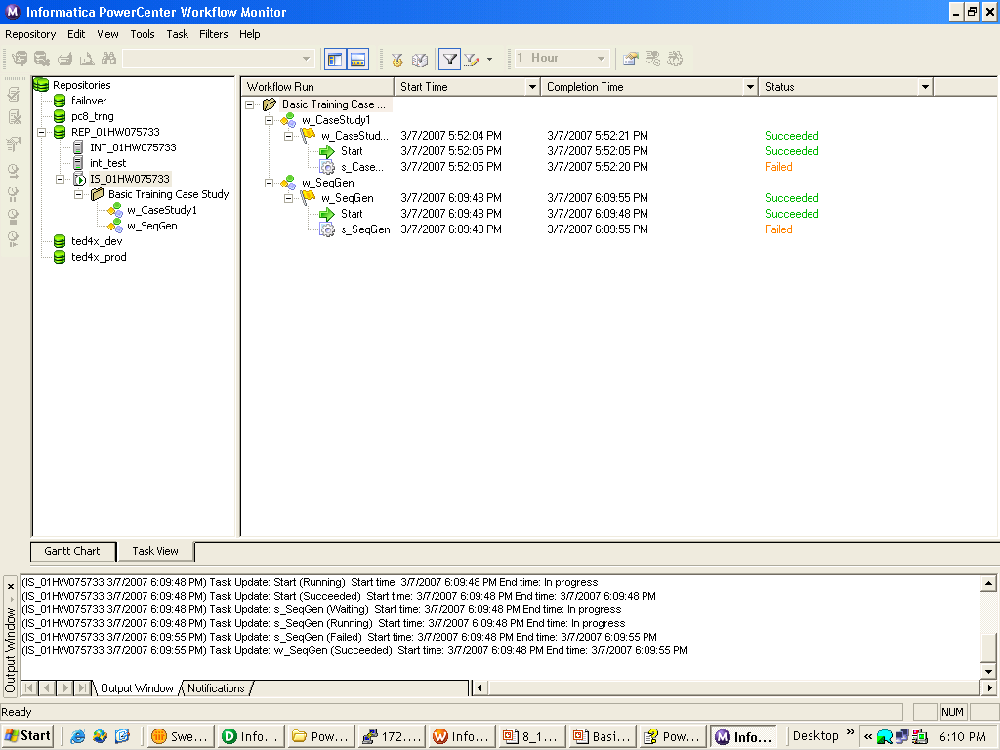 Informatica PowerCenter Workflow Monitor
Repository Edit View Tools Task Filters Help
1 Hour
Repositories
failover
pc8_trng
REP_01HW075733
INT_01HW075733
int_test
IS_01HW075733
Basic Training Case Study
w_CaseStudy1
w_SeqGen
ted4x_dev
ted4x_prod
Workflow Run Start Time Completion Time Status
Basic Training Case ...
w_CaseStudy1
w_CaseStud... 3/7/2007 5:52:04 PM 3/7/2007 5:52:21 PM Succeeded
Start 3/7/2007 5:52:05 PM 3/7/2007 5:52:05 PM Succeeded
s_Case... 3/7/2007 5:52:05 PM 3/7/2007 5:52:20 PM Failed
w_SeqGen
w_SeqGen 3/7/2007 6:09:48 PM 3/7/2007 6:09:55 PM Succeeded
Start 3/7/2007 6:09:48 PM 3/7/2007 6:09:48 PM Succeeded
s_SeqGen 3/7/2007 6:09:48 PM 3/7/2007 6:09:55 PM Failed
Gantt Chart Task View
Output Window
(IS_01HW075733 3/7/2007 6:09:48 PM) Task Update: Start (Running) Start time: 3/7/2007 6:09:48 PM End time: In progress
(IS_01HW075733 3/7/2007 6:09:48 PM) Task Update: Start (Succeeded) Start time: 3/7/2007 6:09:48 PM End time: 3/7/2007 6:09:48 PM
(IS_01HW075733 3/7/2007 6:09:48 PM) Task Update: s_SeqGen (Waiting) Start time: 3/7/2007 6:09:48 PM End time: In progress
(IS_01HW075733 3/7/2007 6:09:48 PM) Task Update: s_SeqGen (Running) Start time: 3/7/2007 6:09:48 PM End time: In progress
(IS_01HW075733 3/7/2007 6:09:55 PM) Task Update: s_SeqGen (Failed) Start time: 3/7/2007 6:09:48 PM End time: 3/7/2007 6:09:55 PM
(IS_01HW075733 3/7/2007 6:09:55 PM) Task Update: w_SeqGen (Succeeded) Start time: 3/7/2007 6:09:48 PM End time: 3/7/2007 6:09:55 PM
Output Window Notifications
Ready NUM
Start Swe... Info... Pow... 172.... Info... 8_1... Basi... Pow... Info... Desktop » « 6:10 PM